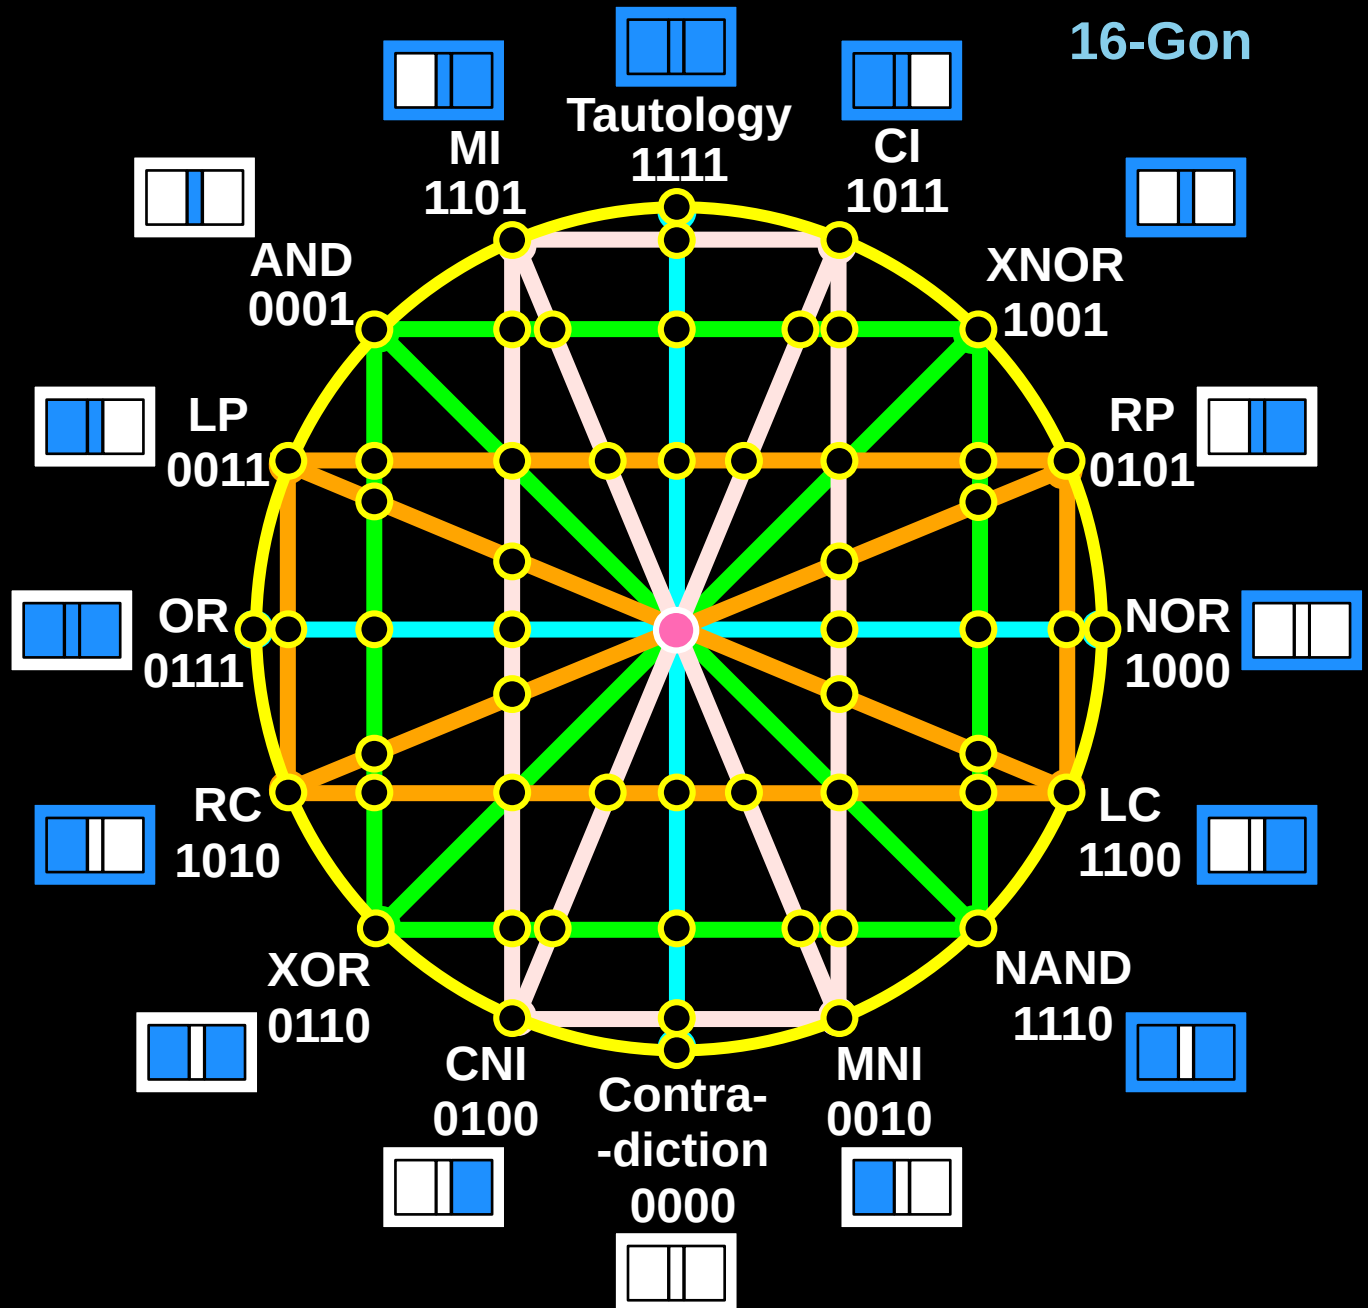 16-Gon
Tautology
1111
MI
1101
CI
1011
AND
0001
XNOR
1001
LP
0011
RP
0101
OR
0111
NOR
1000
RC
1010
LC
1100
XOR
0110
NAND
1110
CNI
0100
Contra-
-diction
0000
MNI
0010